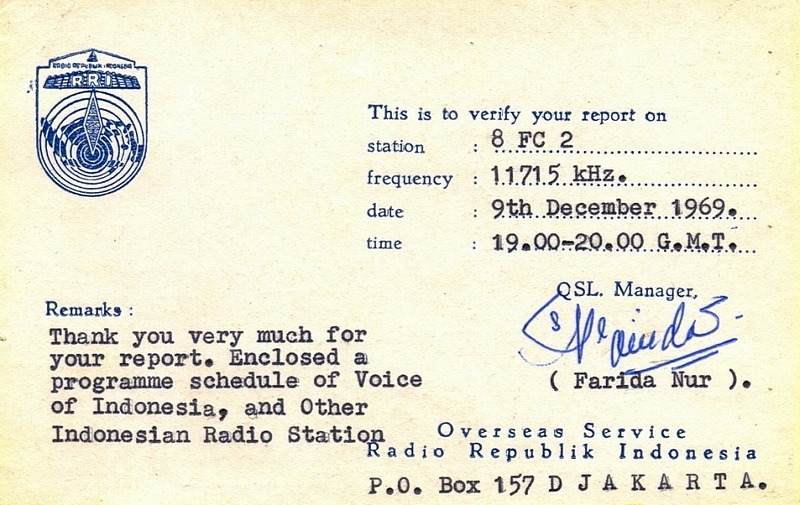 RADIO REPUBLIK INDONESIA
RRI
This is to verify your report on
station : 8 FC 2
frequency : 11715 kHz.
date : 9th December 1969.
time : 19.00-20.00 G.M.T.
QSL. Manager,
( Farida Nur ).
Remarks :
Thank you very much for
your report. Enclosed a
programme schedule of Voice
of Indonesia, and Other
Indonesian Radio Station
Overseas Service
Radio Republik Indonesia
P.O. Box 157 D J A K A R T A.